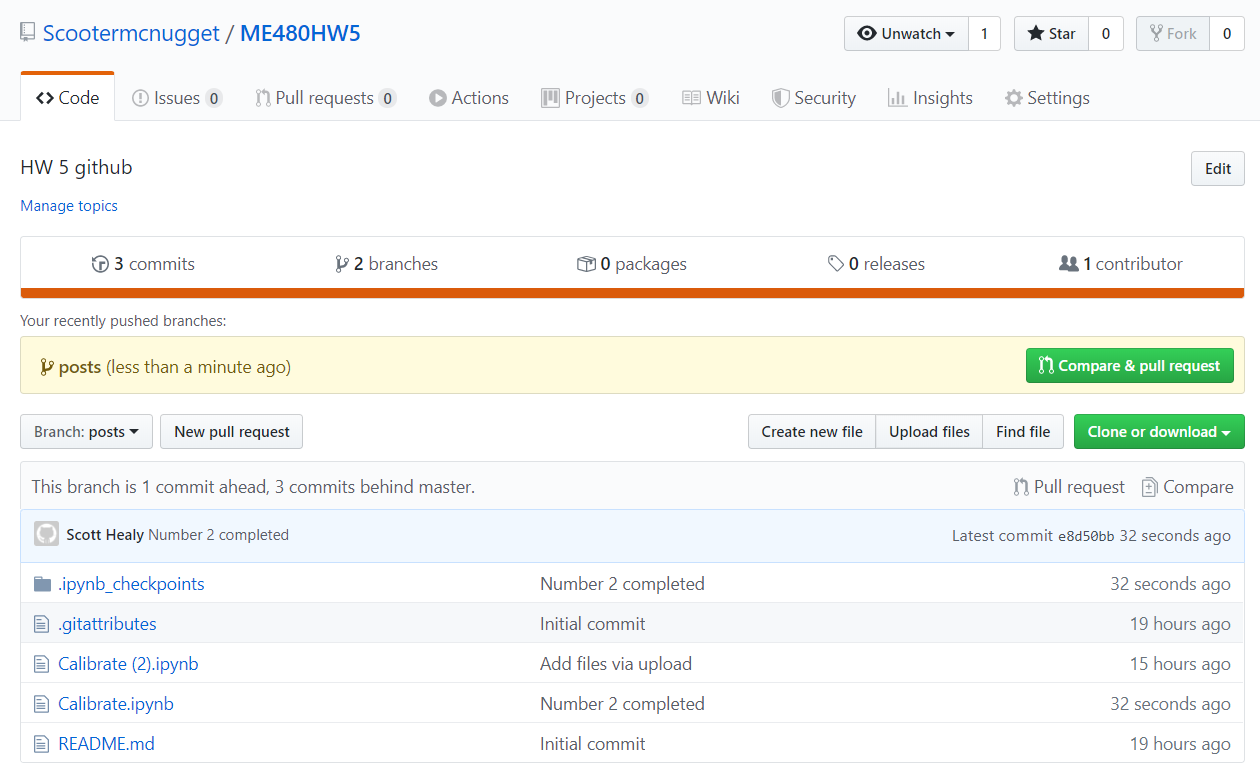 Scootermcnugget / ME480HW5 Unwatch 1 Star 0 Fork 0
Code Issues 0 Pull requests 0 Actions Projects 0 Wiki Security Insights Settings
HW 5 github Edit
Manage topics
3 commits 2 branches 0 packages 0 releases 1 contributor
Your recently pushed branches:
posts (less than a minute ago) Compare & pull request
Branch: posts New pull request Create new file Upload files Find file Clone or download
This branch is 1 commit ahead, 3 commits behind master. Pull request Compare
Scott Healy Number 2 completed Latest commit e8d50bb 32 seconds ago
.ipynb_checkpoints Number 2 completed 32 seconds ago
.gitattributes Initial commit 19 hours ago
Calibrate (2).ipynb Add files via upload 15 hours ago
Calibrate.ipynb Number 2 completed 32 seconds ago
README.md Initial commit 19 hours ago